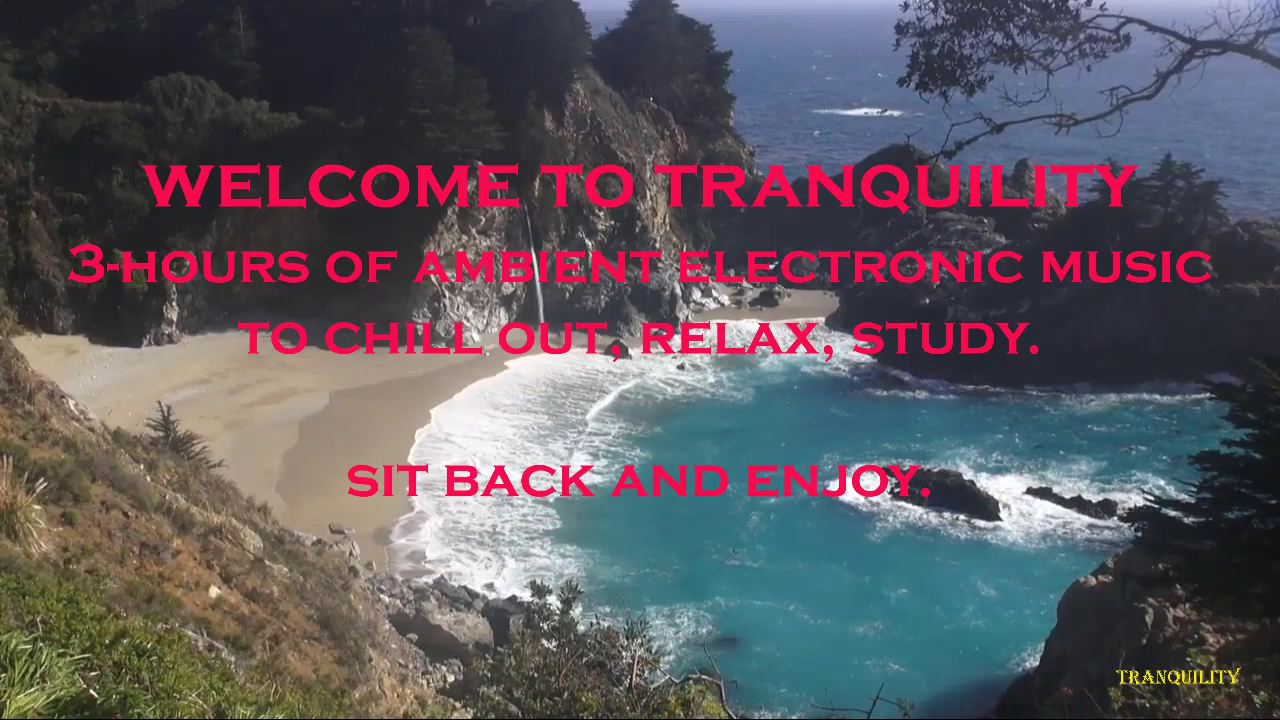 WELCOME TO TRANQUILITY
3-HOURS OF AMBIENT ELECTRONIC MUSIC
TO CHILL OUT, RELAX, STUDY.
SIT BACK AND ENJOY.
TRANQUILITY